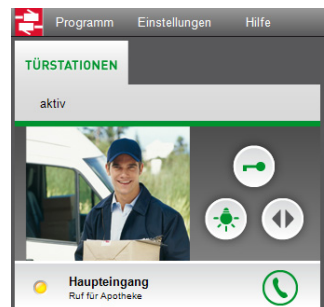 Programm Einstellungen Hilfe
TÜRSTATIONEN
aktiv
Haupteingang
Ruf für Apotheke